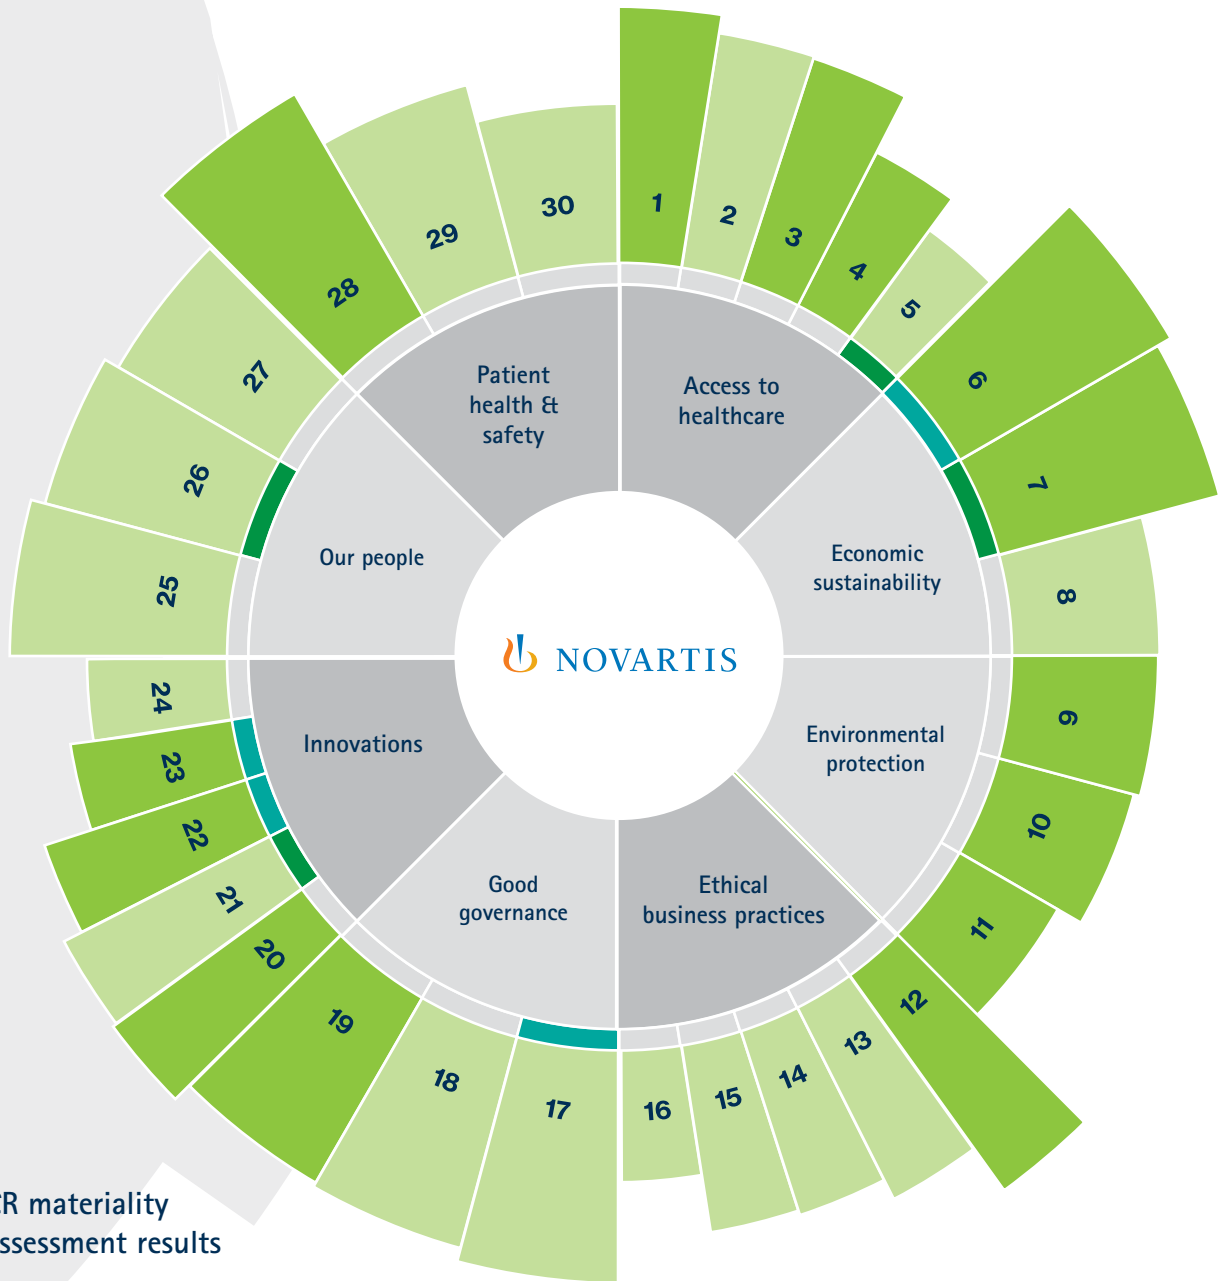 1
2
3
4
5
6
7
8
9
10
11
12
13
14
15
16
17
18
19
20
21
22
23
24
25
26
27
28
29
30
Patient
health &
safety
Access to
healthcare
Our people
Economic
sustainability
NOVARTIS
Innovations
Environmental
protection
Good
governance
Ethical
business practices
R materiality
ssessment results